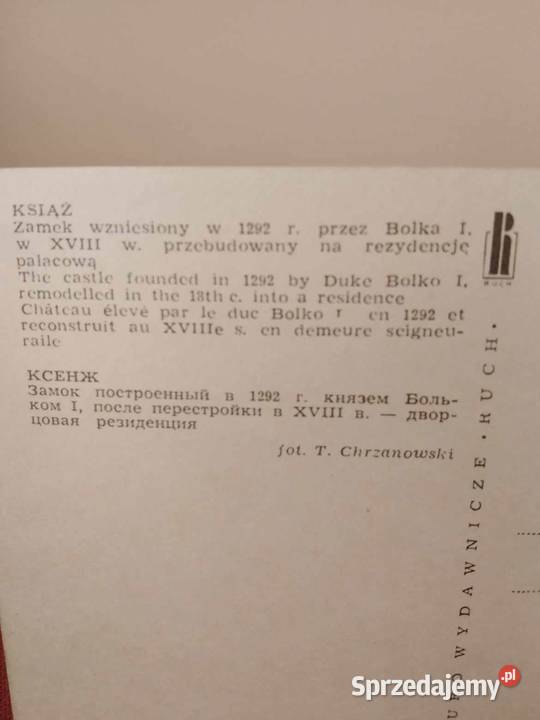 KSIĄŻ
Zamek wzniesiony w 1292 r. przez Bolka I,
w XVIII w. przebudowany na rezydencję
pałacową
The castle founded in 1292 by Duke Bolko I,
remodelled in the 18th c. into a residence
Château élevé par le duc Bolko I en 1292 et
reconstruit au XVIIIe s. en demeure seigneu-
raile
КСЕНЖ
Замок построенный в 1292 г. князем Боль-
ком I, после перестройки в XVIII в. — двор-
цовая резиденция
fot. T. Chrzanowski
RUCH
WYDAWNICZE • RUCH •
Sprzedajemy.pl